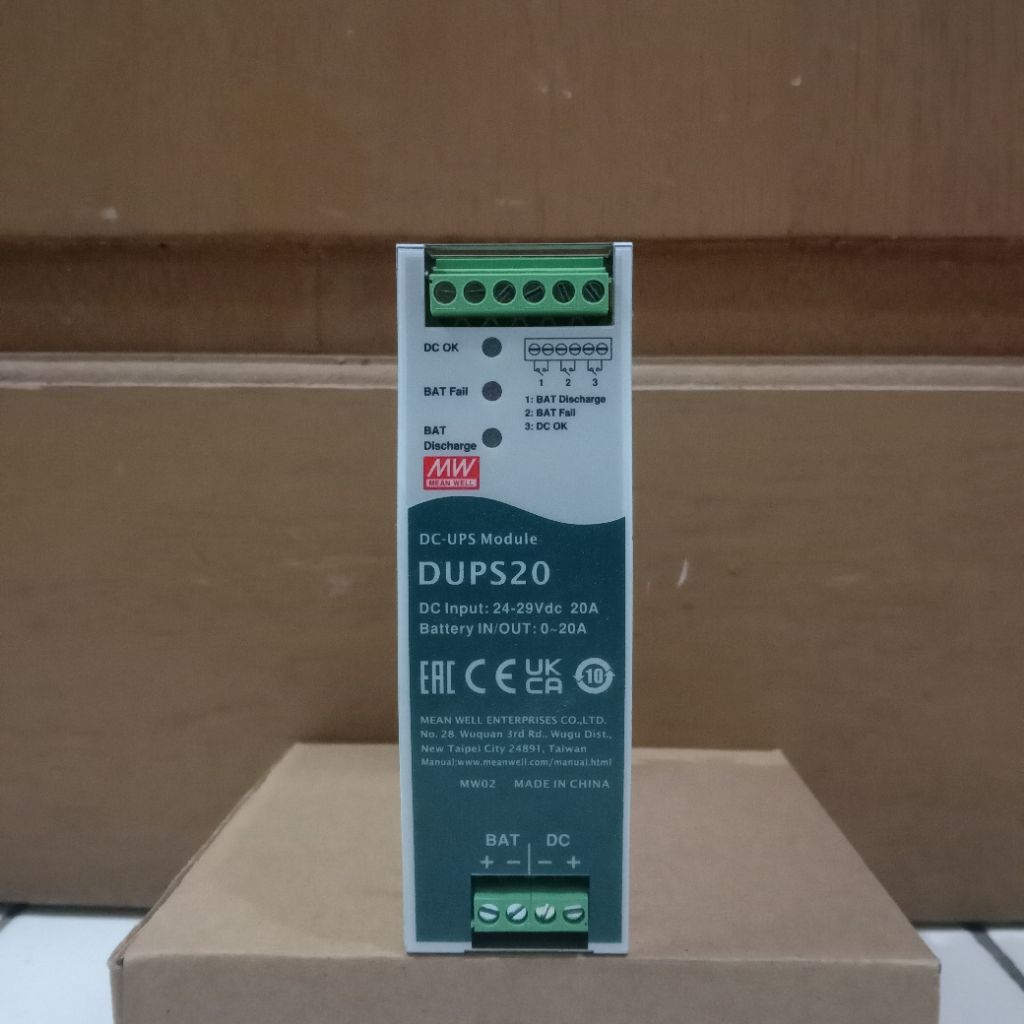 DC OK
BAT Fail
BAT
Discharge
1 2 3
1: BAT Discharge
2: BAT Fail
3: DC OK
MW
MEAN WELL
DC-UPS Module
DUPS20
DC Input: 24-29Vdc 20A
Battery IN/OUT: 0~20A
EAC CE UK
CA 10
MEAN WELL ENTERPRISES CO.,LTD.
No. 28, Wuquan 3rd Rd., Wugu Dist.,
New Taipei City 24891, Taiwan
Manual:www.meanwell.com/manual.html
MW02 MADE IN CHINA
BAT DC
+ − − +